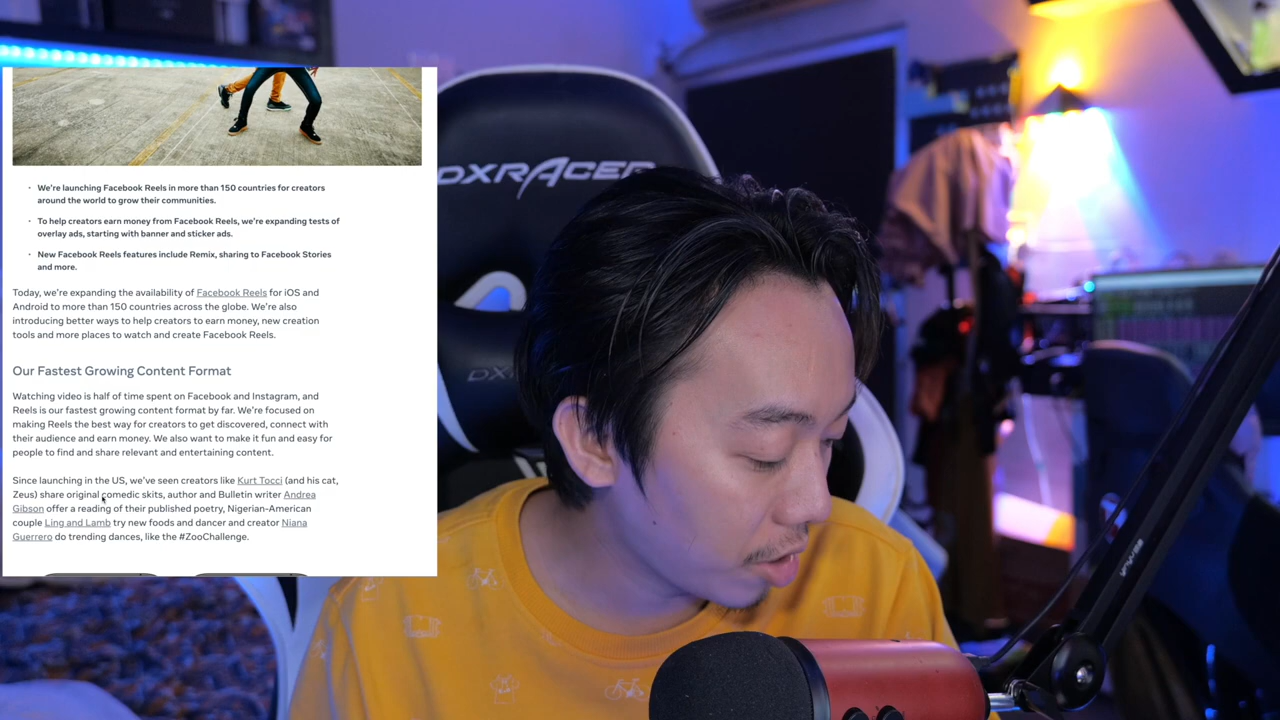 We're launching Facebook Reels in more than 150 countries for creators
around the world to grow their communities.
To help creators earn money from Facebook Reels, we're expanding tests of
overlay ads, starting with banner and sticker ads.
New Facebook Reels features include Remix, sharing to Facebook Stories
and more.
Today, we're expanding the availability of Facebook Reels for iOS and
Android to more than 150 countries across the globe. We're also
introducing better ways to help creators to earn money, new creation
tools and more places to watch and create Facebook Reels.
Our Fastest Growing Content Format
Watching video is half of time spent on Facebook and Instagram, and
Reels is our fastest growing content format by far. We're focused on
making Reels the best way for creators to get discovered, connect with
their audience and earn money. We also want to make it fun and easy for
people to find and share relevant and entertaining content.
Since launching in the US, we've seen creators like Kurt Tocci (and his cat,
Zeus) share original comedic skits, author and Bulletin writer Andrea
Gibson offer a reading of their published poetry, Nigerian-American
couple Ling and Lamb try new foods and dancer and creator Niana
Guerrero do trending dances, like the #ZooChallenge.
DXRACER